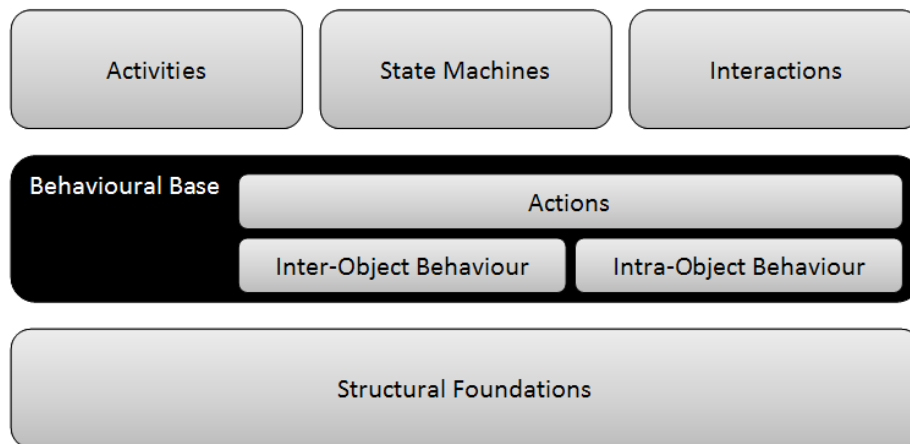 Activities
State Machines
Interactions
Behavioural Base
Actions
Inter-Object Behaviour
Intra-Object Behaviour
Structural Foundations